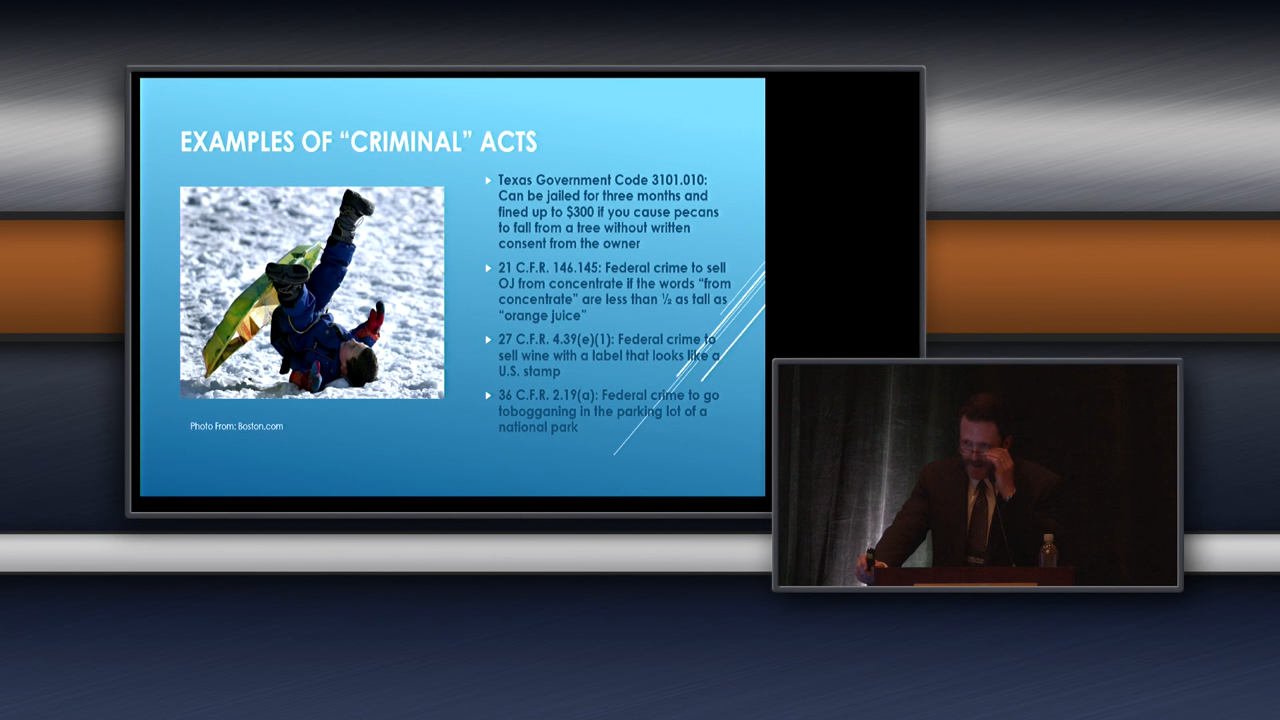 EXAMPLES OF “CRIMINAL” ACTS
Texas Government Code 3101.010:
Can be jailed for three months and
fined up to $300 if you cause pecans
to fall from a tree without written
consent from the owner
21 C.F.R. 146.145: Federal crime to sell
OJ from concentrate if the words “from
concentrate” are less than ½ as tall as
“orange juice”
27 C.F.R. 4.39(e)(1): Federal crime to
sell wine with a label that looks like a
U.S. stamp
36 C.F.R. 2.19(a): Federal crime to go
tobogganing in the parking lot of a
national park
Photo From: Boston.com